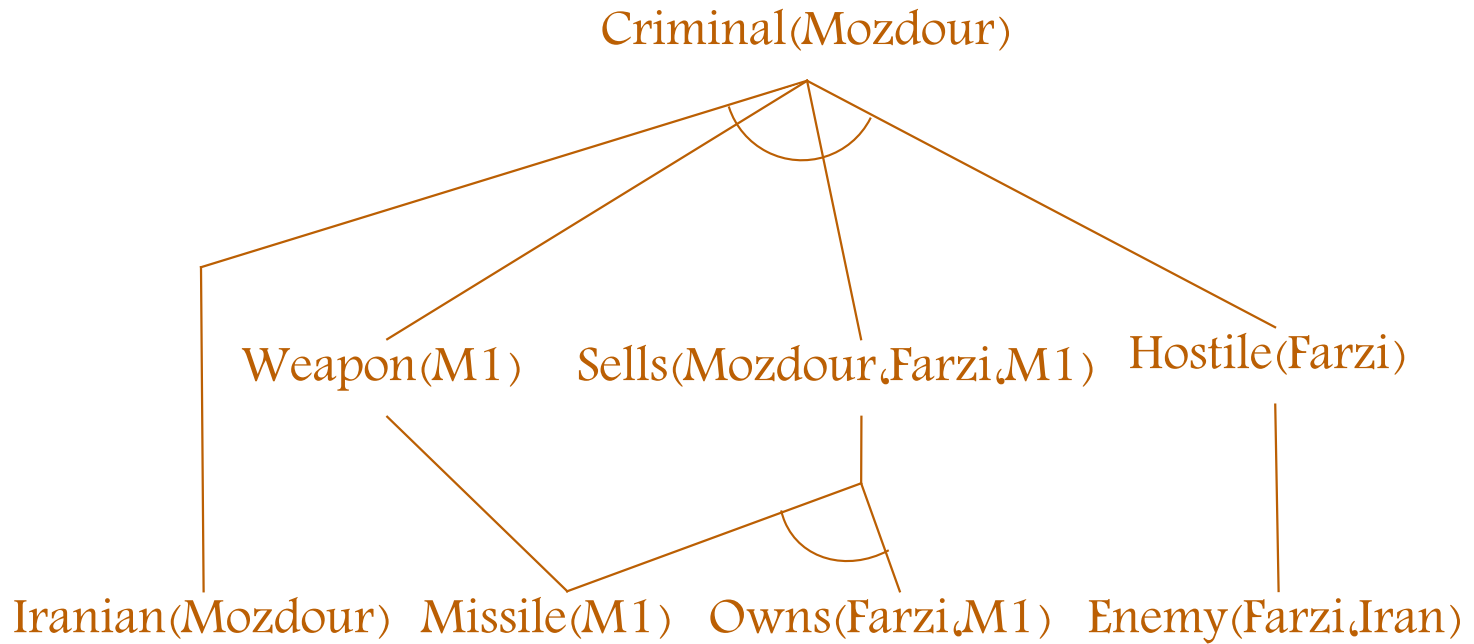 Criminal(Mozdour)
Weapon(M1)
Sells(Mozdour،Farzi،M1)
Hostile(Farzi)
Iranian(Mozdour)
Missile(M1)
Owns(Farzi،M1)
Enemy(Farzi،Iran)